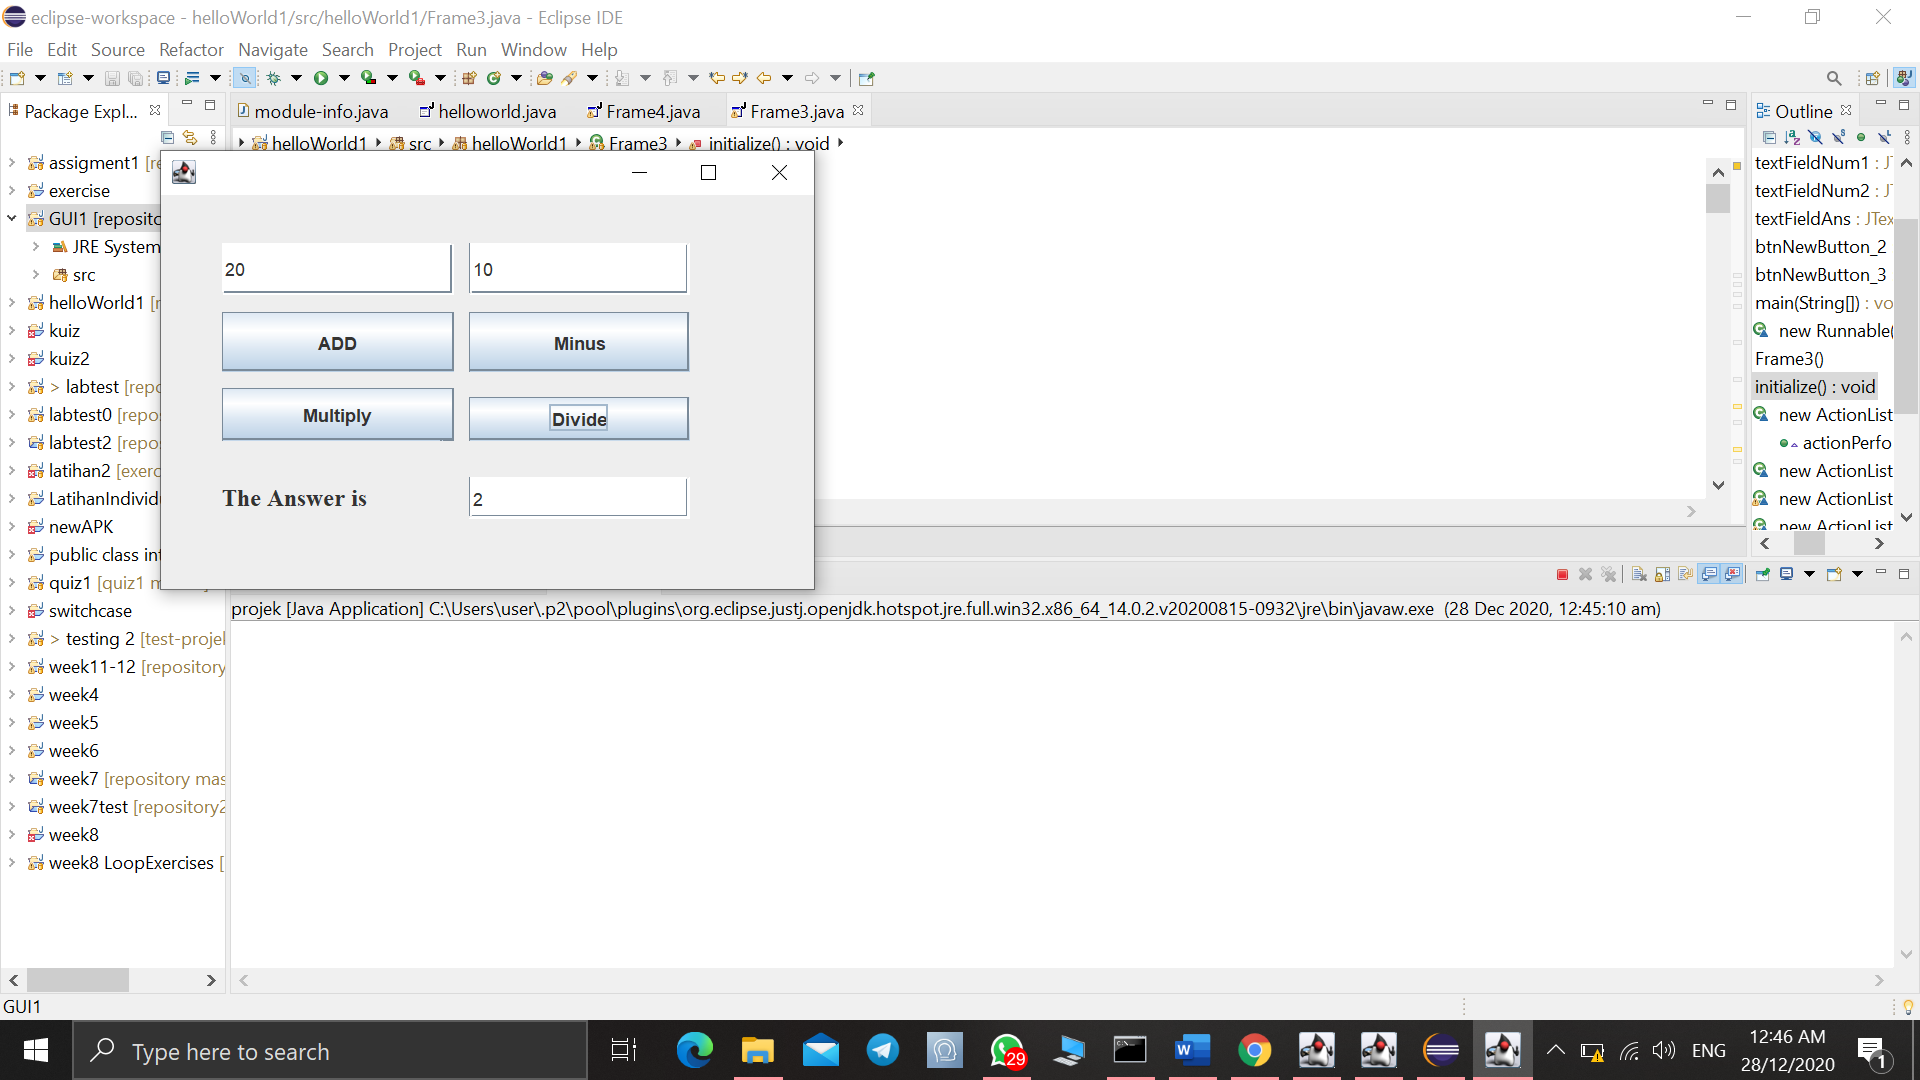 eclipse-workspace - helloWorld1/src/helloWorld1/Frame3.java - Eclipse IDE
File Edit Source Refactor Navigate Search Project Run Window Help
Package Expl...
module-info.java
helloworld.java
Frame4.java
Frame3.java
Outline
helloWorld1
src
helloWorld1
Frame3
initialize() : void
assigment1 [re
exercise
GUI1 [reposito
JRE System
src
helloWorld1 [r
kuiz
kuiz2
> labtest [repo
labtest0 [repo
labtest2 [repo
latihan2 [exerc
LatihanIndivid
newAPK
public class int
quiz1 [quiz1 m
switchcase
> testing 2 [test-projel
week11-12 [repository
week4
week5
week6
week7 [repository mas
week7test [repository2
week8
week8 LoopExercises [
20
10
ADD
Minus
Multiply
Divide
The Answer is
2
textFieldNum1 : JT
textFieldNum2 : JT
textFieldAns : JTex
btnNewButton_2
btnNewButton_3
main(String[]) : vo
new Runnable(
Frame3()
initialize() : void
new ActionList
actionPerfo
new ActionList
new ActionList
new ActionList
projek [Java Application] C:\Users\user\.p2\pool\plugins\org.eclipse.justj.openjdk.hotspot.jre.full.win32.x86_64_14.0.2.v20200815-0932\jre\bin\javaw.exe (28 Dec 2020, 12:45:10 am)
GUI1
Type here to search
29
ENG
12:46 AM
28/12/2020
1